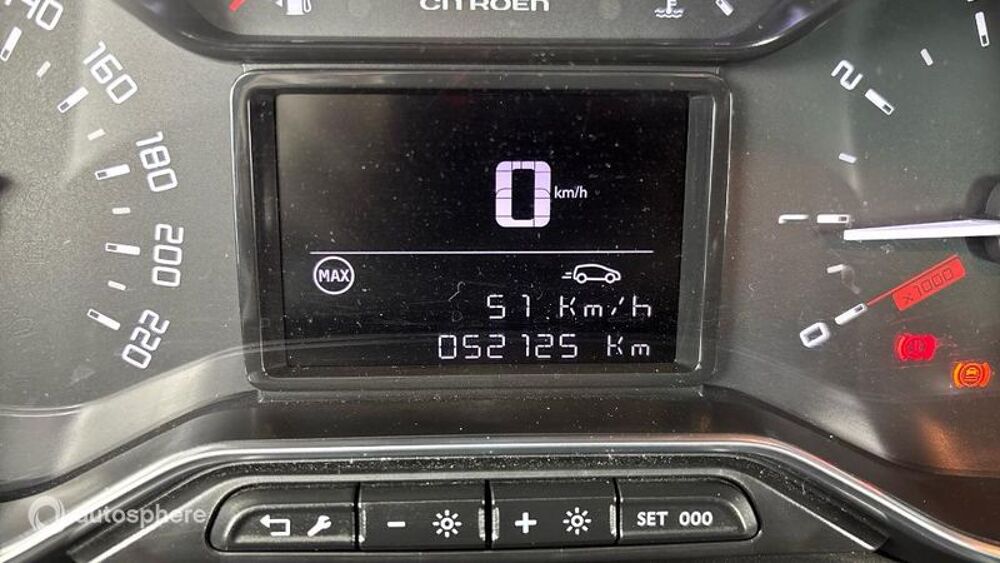 CITROËN
140
160
180
200
220
0 km/h
MAX
51 Km/h
052125 Km
2
1
0
x1000
SET 000
autosphere